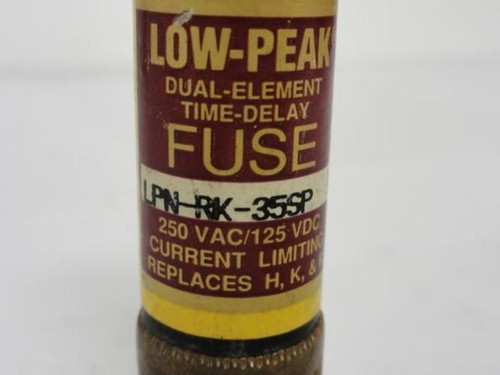 LOW-PEAK
DUAL-ELEMENT
TIME-DELAY
FUSE
LPN-RK-35SP
250 VAC/125 VDC
CURRENT LIMITING
REPLACES H, K, &